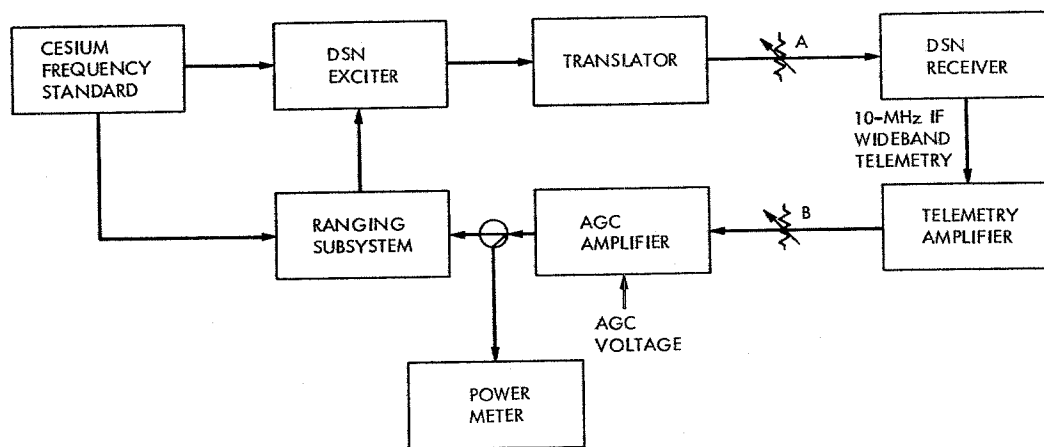 CESIUM
FREQUENCY
STANDARD
DSN
EXCITER
TRANSLATOR
A
DSN
RECEIVER
10-MHz IF
WIDEBAND
TELEMETRY
RANGING
SUBSYSTEM
AGC
AMPLIFIER
B
TELEMETRY
AMPLIFIER
AGC
VOLTAGE
POWER
METER